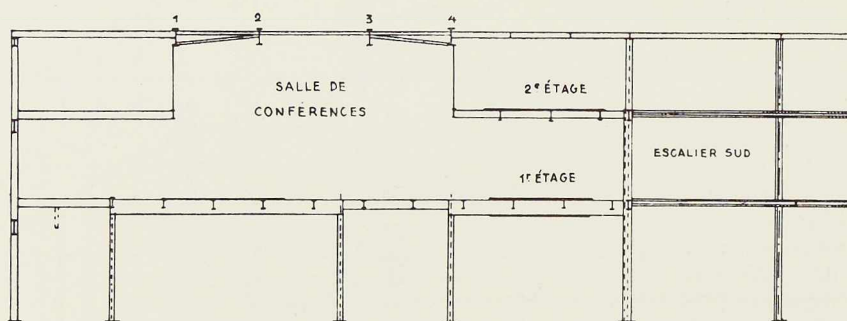 1 2 3 4
SALLE DE
CONFÉRENCES
2e ÉTAGE
1r ÉTAGE
ESCALIER SUD